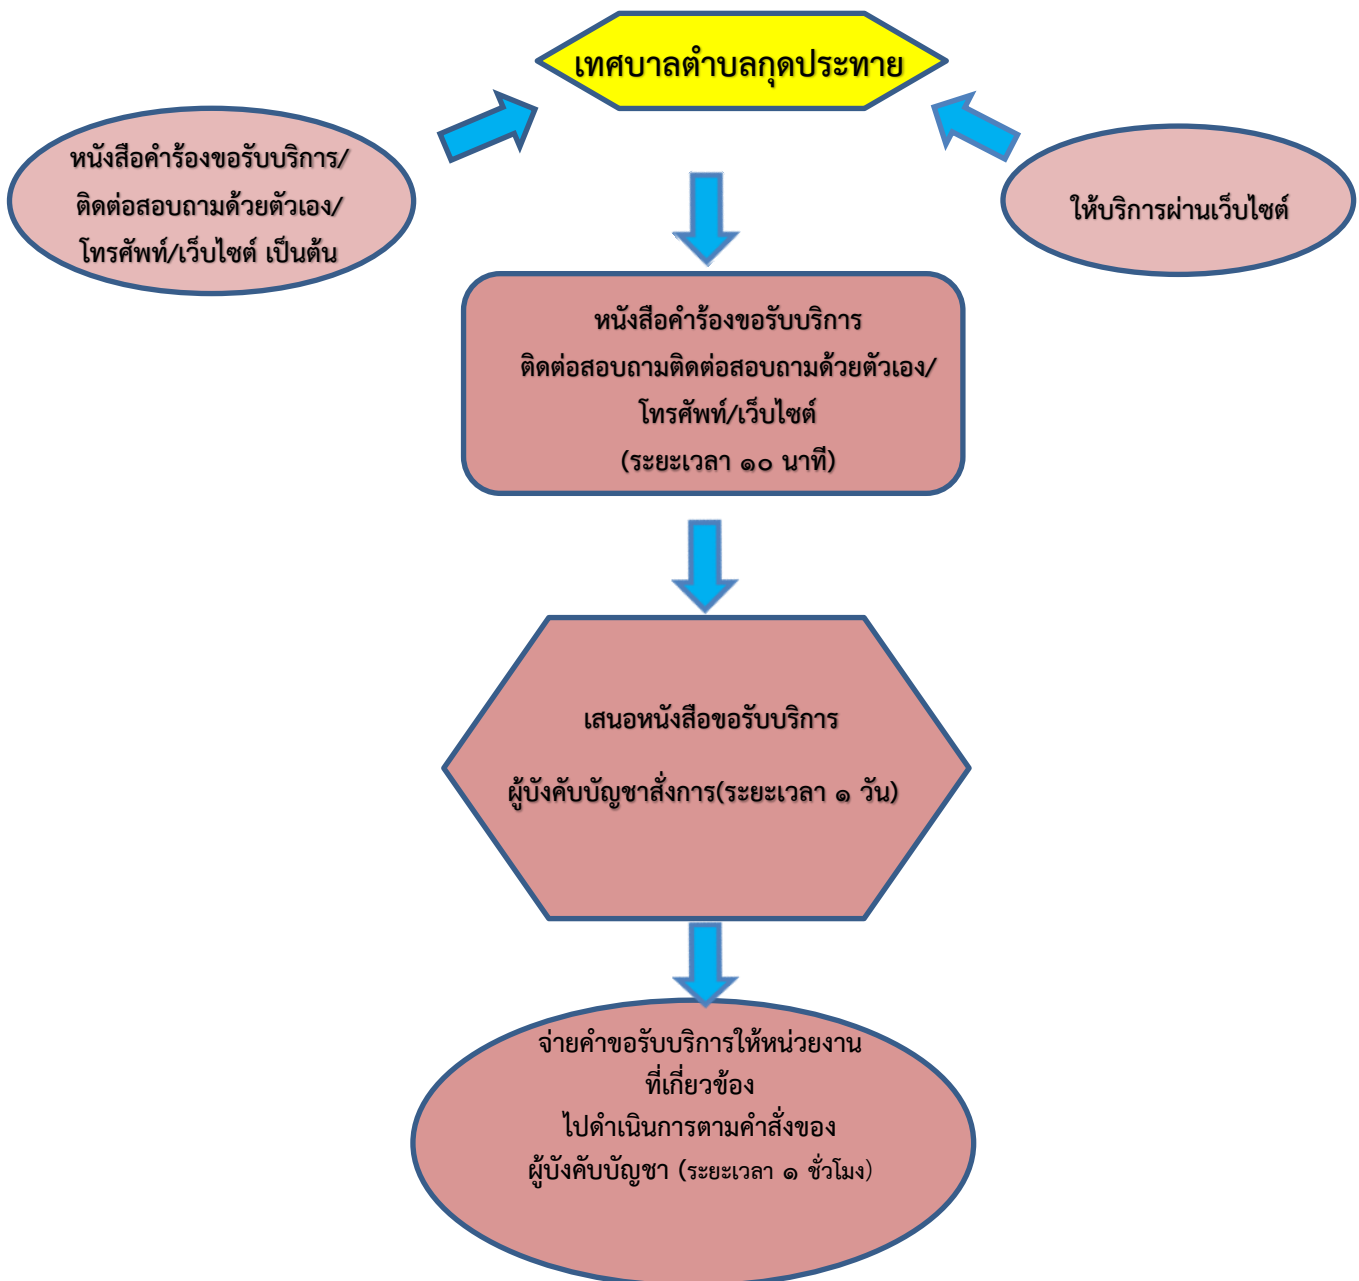 เทศบาลตำบลกุดประทาย
หนังสือคำร้องขอรับบริการ/
ติดต่อสอบถามด้วยตัวเอง/
โทรศัพท์/เว็บไซต์ เป็นต้น
ให้บริการผ่านเว็บไซต์
หนังสือคำร้องขอรับบริการ
ติดต่อสอบถามติดต่อสอบถามด้วยตัวเอง/
โทรศัพท์/เว็บไซต์
(ระยะเวลา ๑๐ นาที)
เสนอหนังสือขอรับบริการ
ผู้บังคับบัญชาสั่งการ(ระยะเวลา ๑ วัน)
จ่ายคำขอรับบริการให้หน่วยงาน
ที่เกี่ยวข้อง
ไปดำเนินการตามคำสั่งของ
ผู้บังคับบัญชา (ระยะเวลา ๑ ชั่วโมง)